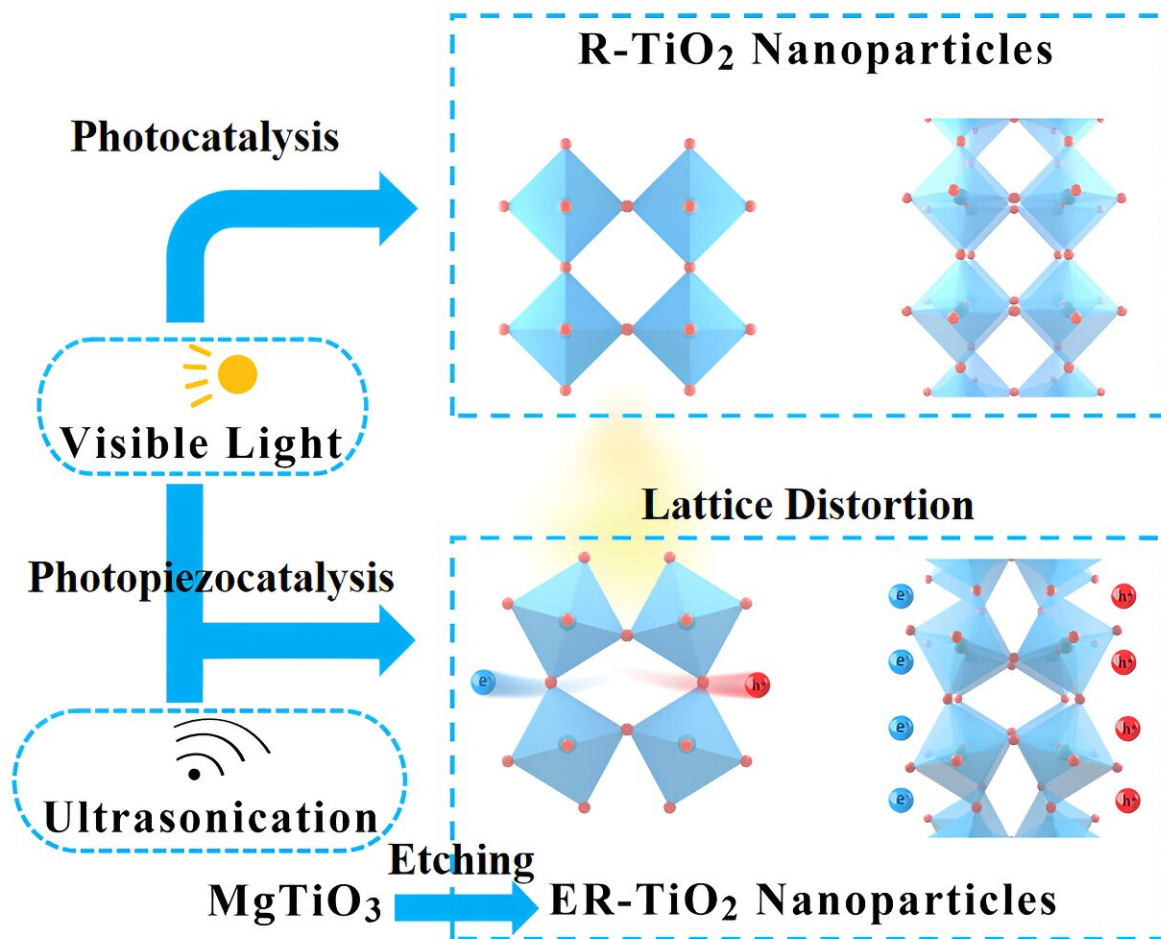 R-TiO₂ Nanoparticles
Photocatalysis
Visible Light
Lattice Distortion
Photopiezocatalysis
e⁻ h⁺
e⁻ h⁺
e⁻ h⁺
e⁻ h⁺
e⁻ h⁺
Ultrasonication
Etching
MgTiO₃ ER-TiO₂ Nanoparticles